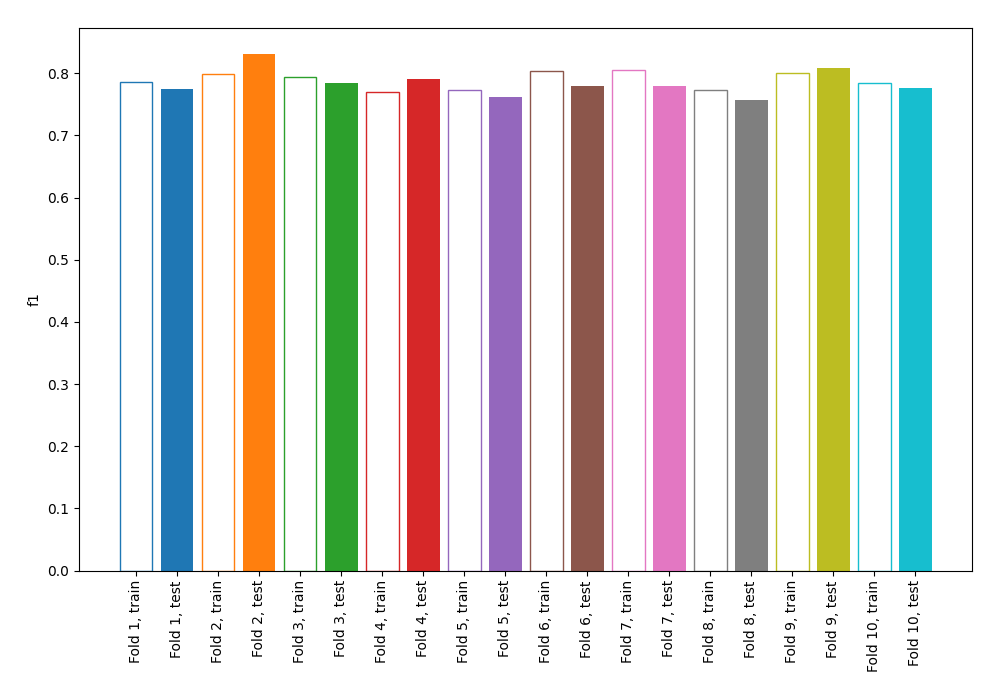 f1
0.8
0.7
0.6
0.5
0.4
0.3
0.2
0.1
0.0
Fold 1, train
Fold 1, test
Fold 2, train
Fold 2, test
Fold 3, train
Fold 3, test
Fold 4, train
Fold 4, test
Fold 5, train
Fold 5, test
Fold 6, train
Fold 6, test
Fold 7, train
Fold 7, test
Fold 8, train
Fold 8, test
Fold 9, train
Fold 9, test
Fold 10, train
Fold 10, test